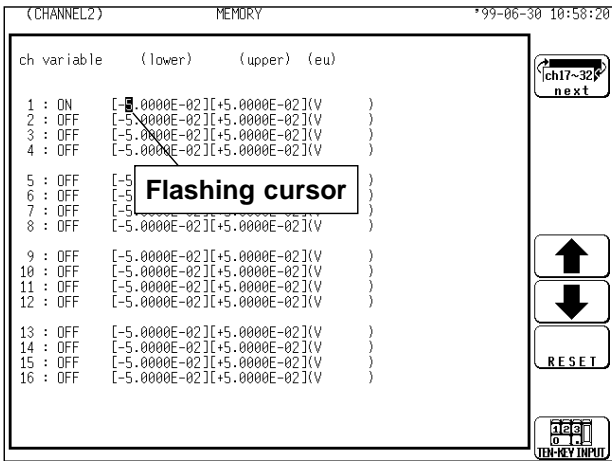 (CHANNEL2) MEMORY '99-06-30 10:58:20
ch variable (lower) (upper) (eu)
ch17~32
next
1 : ON [-5.0000E-02][+5.0000E-02](V )
2 : OFF [-5.0000E-02][+5.0000E-02](V )
3 : OFF [-5.0000E-02][+5.0000E-02](V )
4 : OFF [-5.0000E-02][+5.0000E-02](V )
5 : OFF [-5 )
Flashing cursor
6 : OFF [-5 )
7 : OFF [-5 )
8 : OFF [-5.0000E-02][+5.0000E-02](V )
9 : OFF [-5.0000E-02][+5.0000E-02](V )
10 : OFF [-5.0000E-02][+5.0000E-02](V )
11 : OFF [-5.0000E-02][+5.0000E-02](V )
12 : OFF [-5.0000E-02][+5.0000E-02](V )
13 : OFF [-5.0000E-02][+5.0000E-02](V )
14 : OFF [-5.0000E-02][+5.0000E-02](V )
15 : OFF [-5.0000E-02][+5.0000E-02](V )
16 : OFF [-5.0000E-02][+5.0000E-02](V )
RESET
1 2 3
0 .
TEN-KEY INPUT